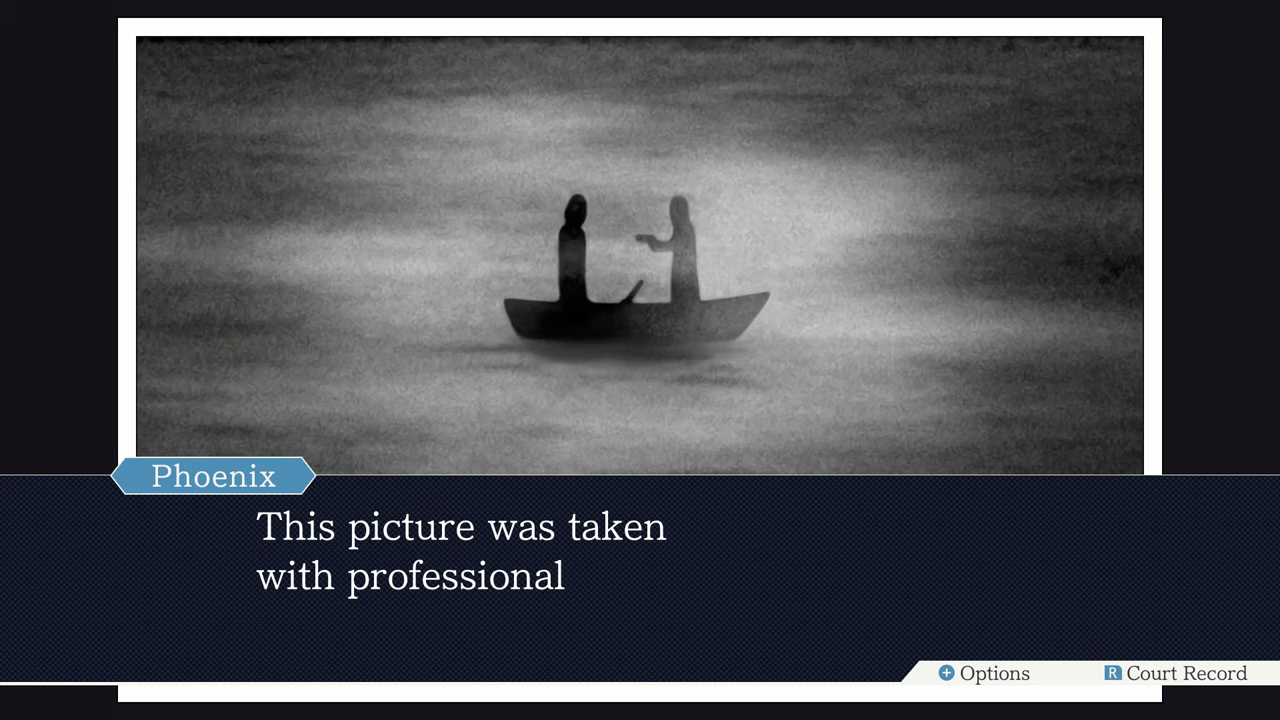 Phoenix
This picture was taken
with professional
Options
R Court Record